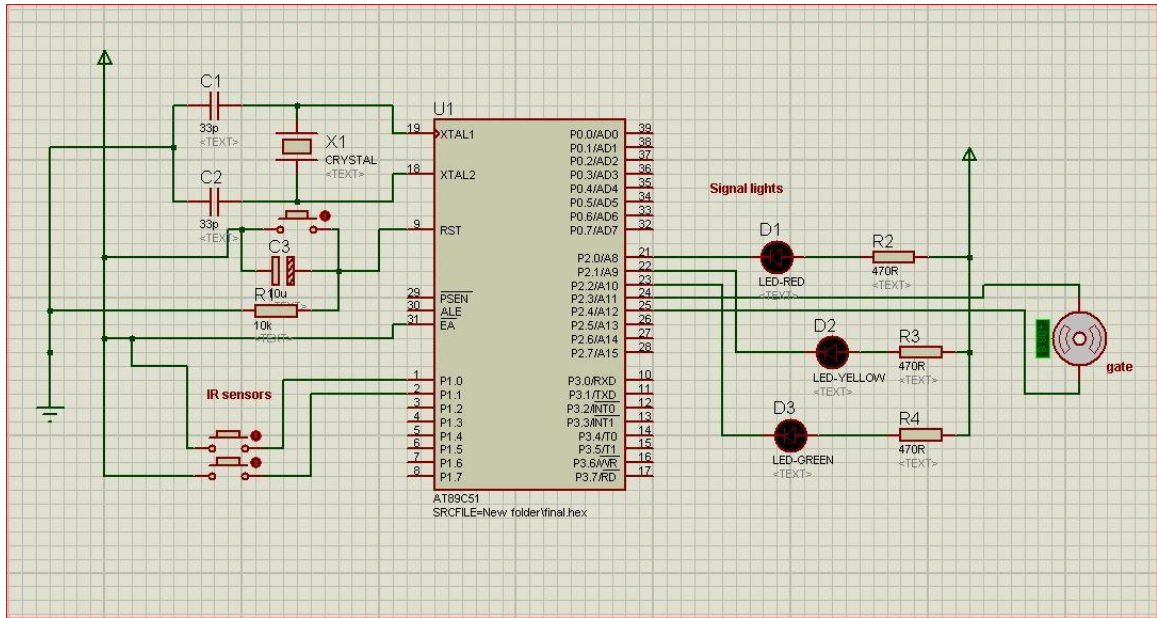 C1
33p
<TEXT>
X1
CRYSTAL
<TEXT>
C2
33p
<TEXT>
C3
10u
<TEXT>
R1
10k
<TEXT>
IR sensors
U1
19 XTAL1
18 XTAL2
9 RST
29 PSEN
30 ALE
31 EA
1 P1.0
2 P1.1
3 P1.2
4 P1.3
5 P1.4
6 P1.5
7 P1.6
8 P1.7
P0.0/AD0 39
P0.1/AD1 38
P0.2/AD2 37
P0.3/AD3 36
P0.4/AD4 35
P0.5/AD5 34
P0.6/AD6 33
P0.7/AD7 32
P2.0/A8 21
P2.1/A9 22
P2.2/A10 23
P2.3/A11 24
P2.4/A12 25
P2.5/A13 26
P2.6/A14 27
P2.7/A15 28
P3.0/RXD 10
P3.1/TXD 11
P3.2/INT0 12
P3.3/INT1 13
P3.4/T0 14
P3.5/T1 15
P3.6/WR 16
P3.7/RD 17
AT89C51
SRCFILE=New folder\final.hex
Signal lights
D1
LED-RED
<TEXT>
R2
470R
<TEXT>
D2
LED-YELLOW
<TEXT>
R3
470R
<TEXT>
D3
LED-GREEN
<TEXT>
R4
470R
<TEXT>
gate